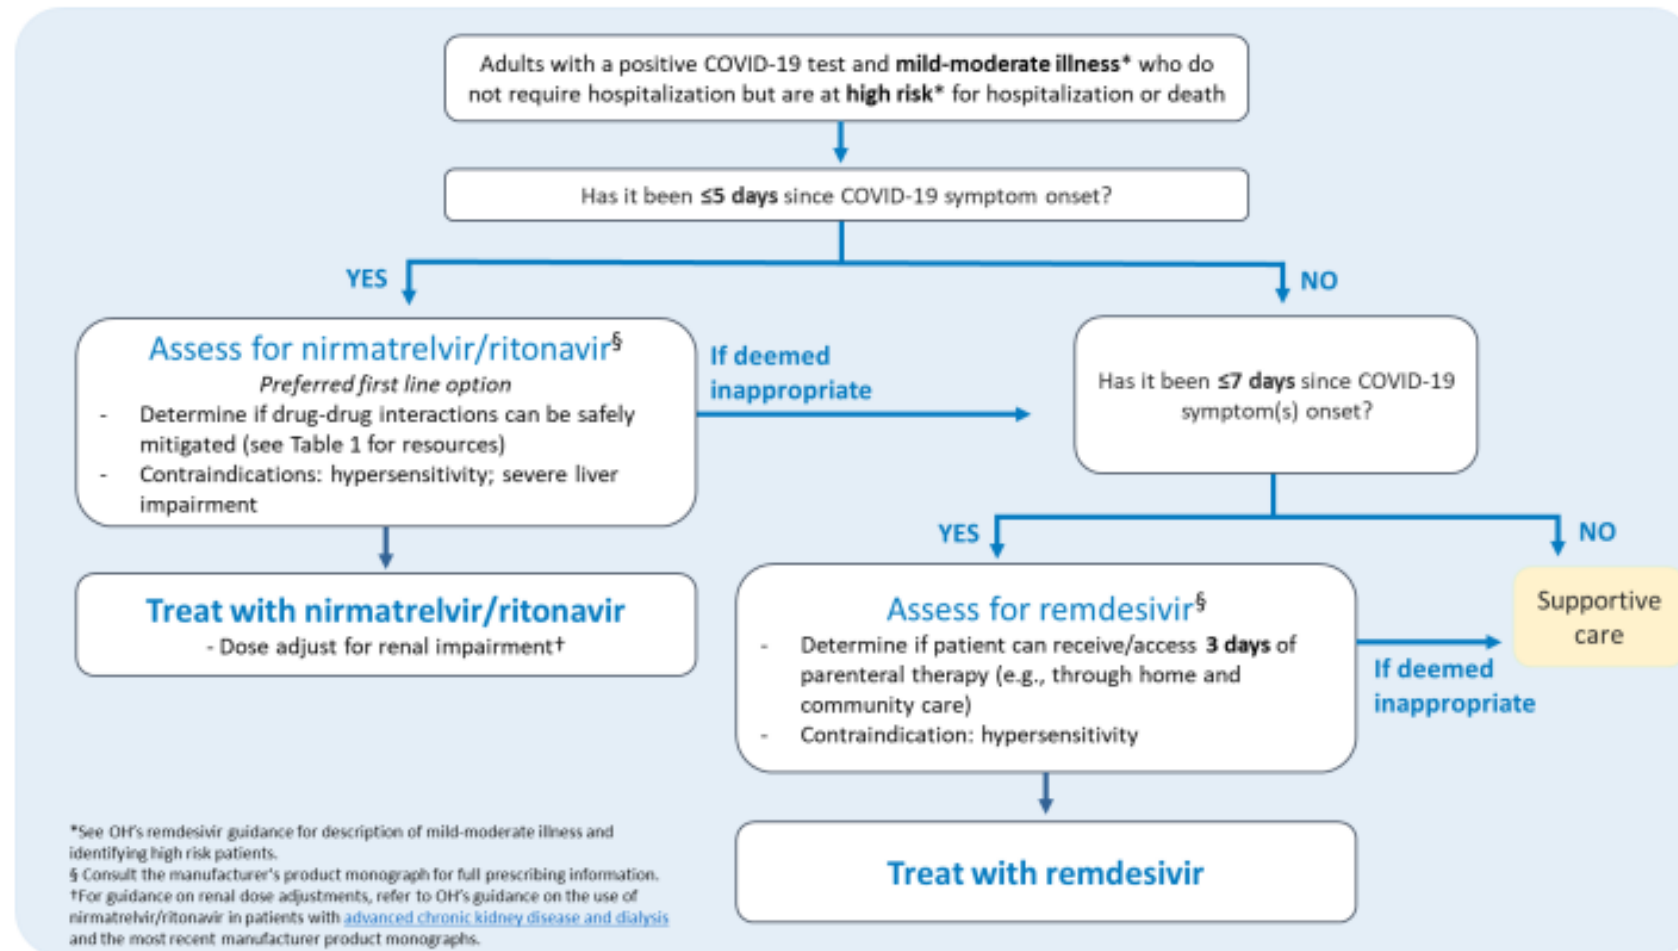 Adults with a positive COVID-19 test and mild-moderate illness* who do
not require hospitalization but are at high risk* for hospitalization or death
Has it been ≤5 days since COVID-19 symptom onset?
YES
NO
Assess for nirmatrelvir/ritonavir§
Preferred first line option
- Determine if drug-drug interactions can be safely
mitigated (see Table 1 for resources)
- Contraindications: hypersensitivity; severe liver
impairment
If deemed
inappropriate
Has it been ≤7 days since COVID-19
symptom(s) onset?
Treat with nirmatrelvir/ritonavir
- Dose adjust for renal impairment†
YES
NO
Assess for remdesivir§
- Determine if patient can receive/access 3 days of
parenteral therapy (e.g., through home and
community care)
- Contraindication: hypersensitivity
If deemed
inappropriate
Supportive
care
Treat with remdesivir
*See OH's remdesivir guidance for description of mild-moderate illness and
identifying high risk patients.
§ Consult the manufacturer's product monograph for full prescribing information.
†For guidance on renal dose adjustments, refer to OH's guidance on the use of
nirmatrelvir/ritonavir in patients with advanced chronic kidney disease and dialysis
and the most recent manufacturer product monographs.